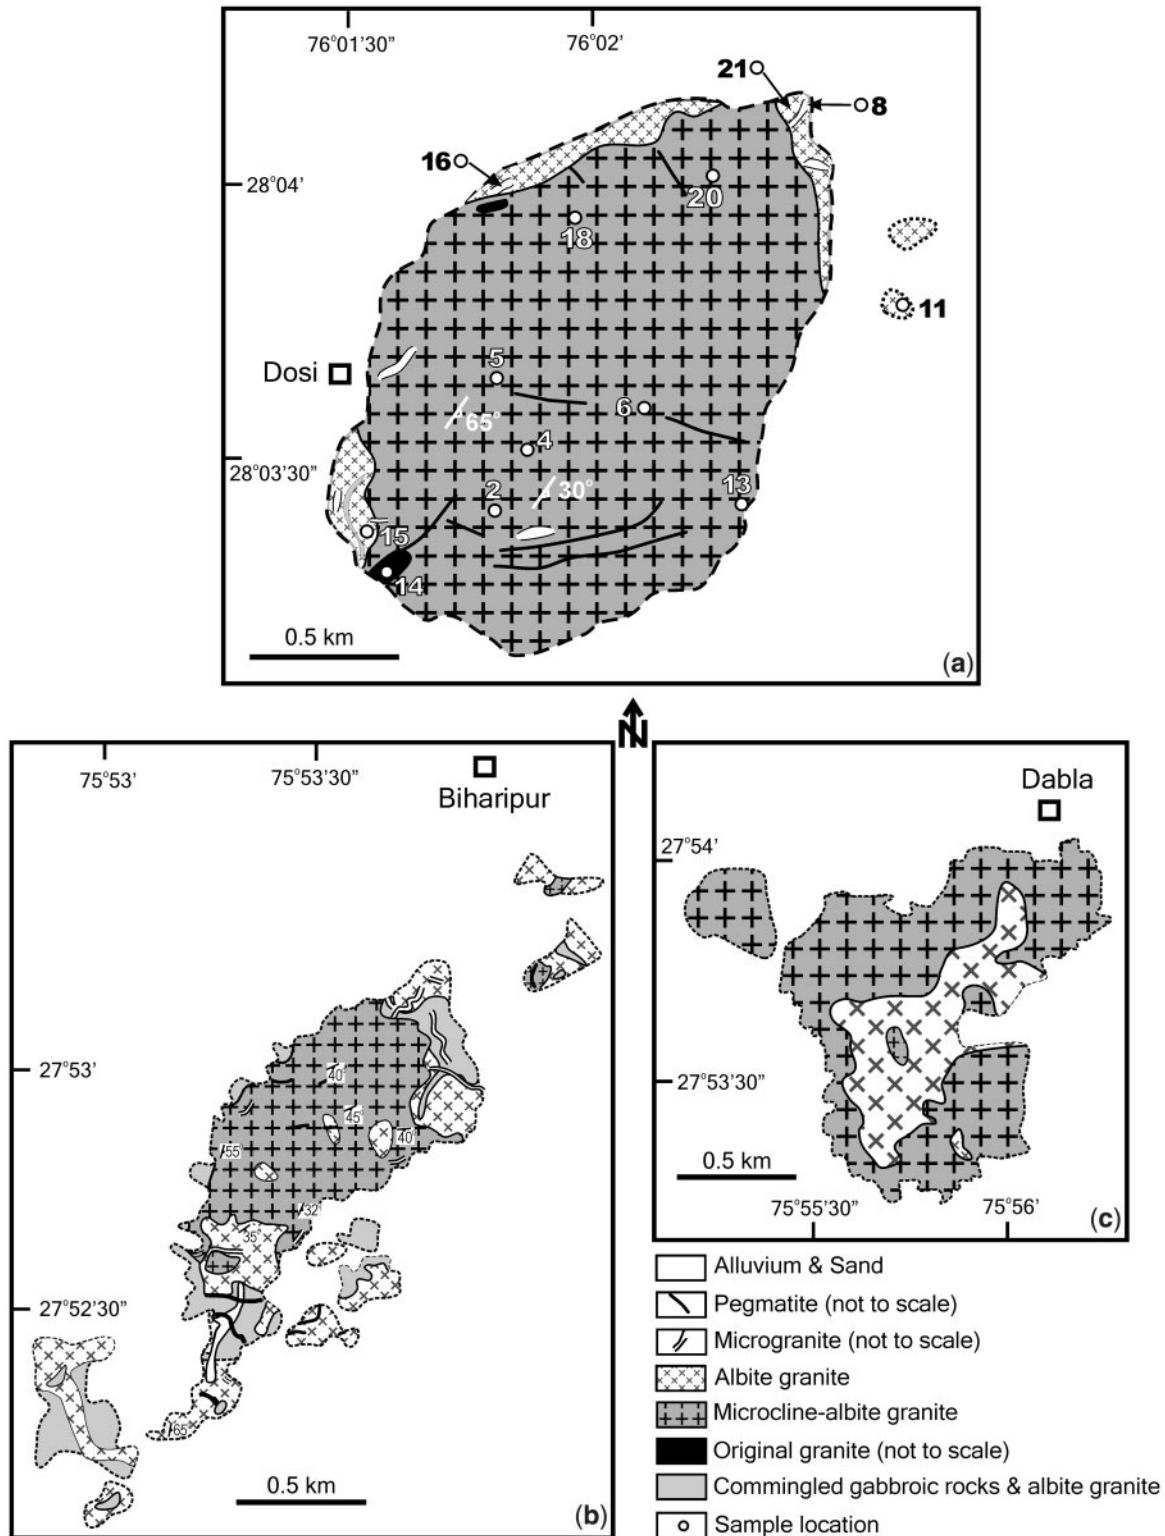 76°01'30”
76°02'
21
8
16
28°04'
20
18
11
5
Dosi
6
65°
4
28°03'30”
2
30°
13
15
14
0.5 km
(a)
N
75°53'
75°53'30”
Biharipur
27°53'
40°
45°
40°
55°
32°
35°
27°52'30”
65°
0.5 km
(b)
Dabla
27°54'
27°53'30”
0.5 km
75°55'30”
75°56'
(c)
Alluvium & Sand
Pegmatite (not to scale)
Microgranite (not to scale)
Albite granite
Microcline-albite granite
Original granite (not to scale)
Commingled gabbroic rocks & albite granite
Sample location